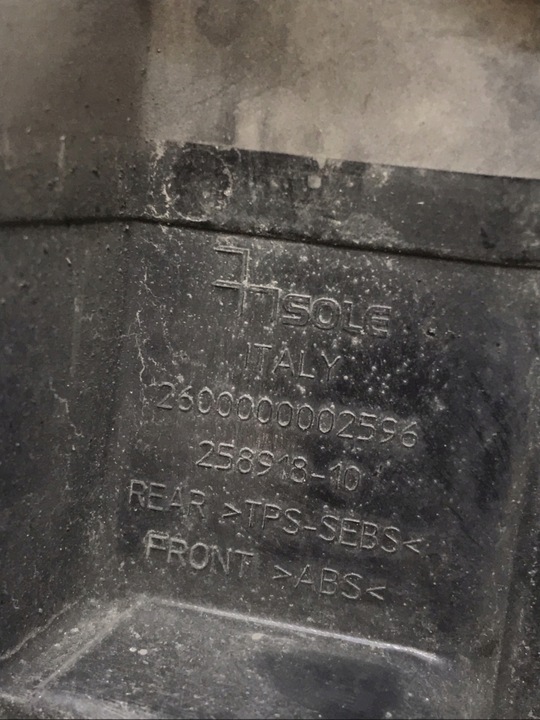 SOLE
ITALY
2600000002596
258918-10
REAR >TPS-SEBS<
FRONT >ABS<